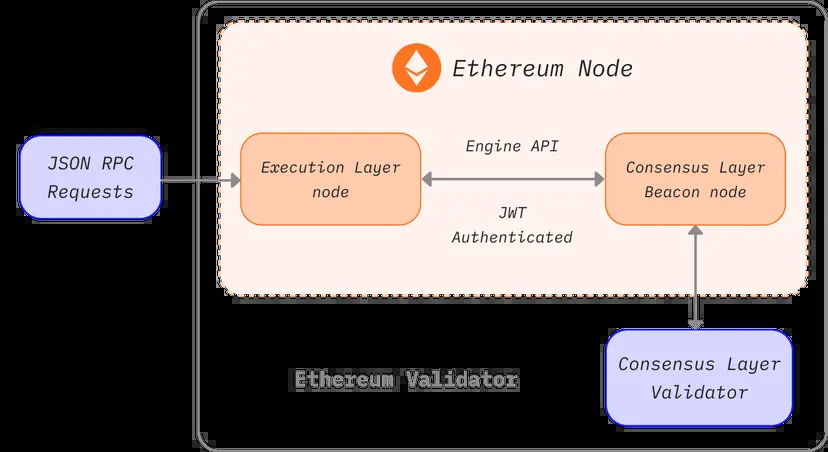 Ethereum Node
JSON RPC
Requests
Execution Layer
node
Engine API
JWT
Authenticated
Consensus Layer
Beacon node
Ethereum Validator
Consensus Layer
Validator